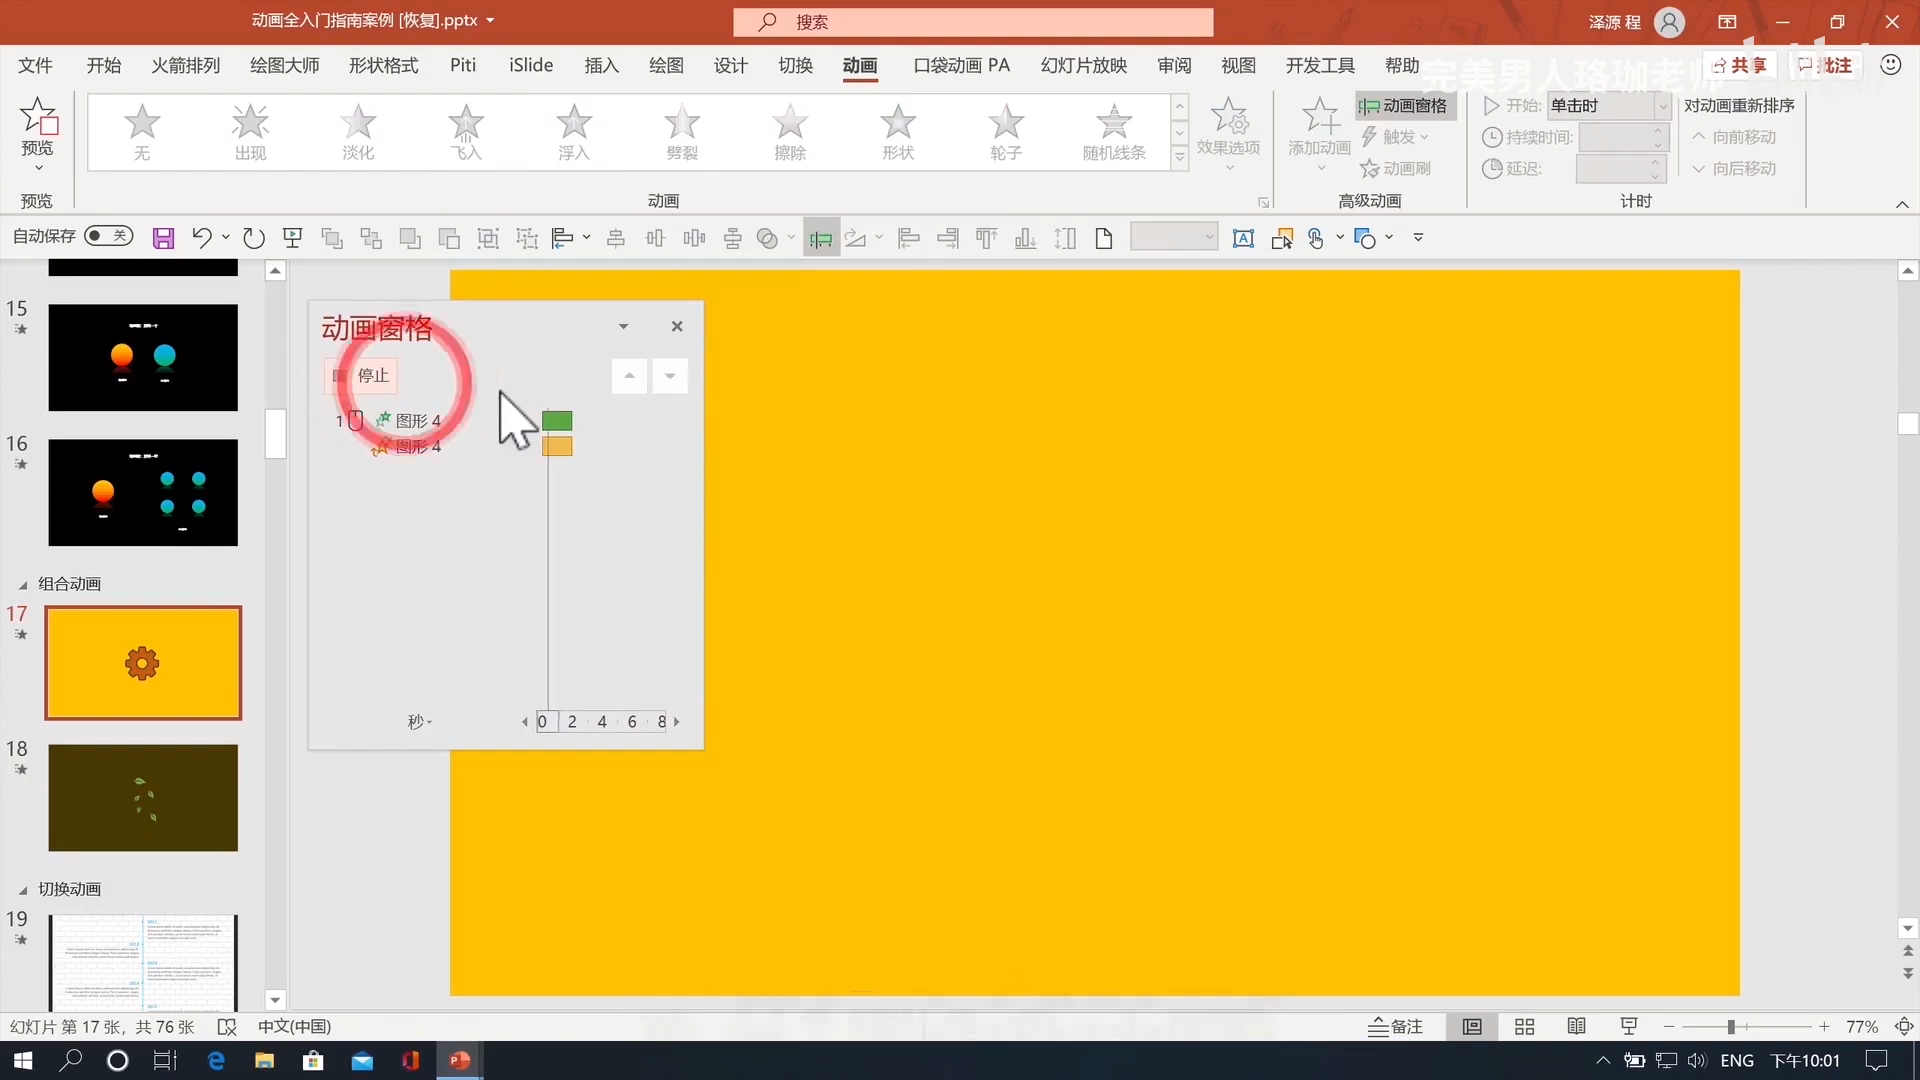 动画全入门指南案例 [恢复].pptx
搜索
泽源 程
文件 开始 火箭排列 绘图大师 形状格式 Piti iSlide 插入 绘图 设计 切换 动画 口袋动画 PA 幻灯片放映 审阅 视图 开发工具 帮助
完美男人珞珈老师
共享 批注
预览
无 出现 淡化 飞入 浮入 劈裂 擦除 形状 轮子 随机线条
效果选项
添加动画
动画窗格
触发
动画刷
开始: 单击时
持续时间:
延迟:
对动画重新排序
向前移动
向后移动
预览 动画 高级动画 计时
自动保存 关
15
16
组合动画
17
18
切换动画
19
动画窗格
停止
1 图形 4
图形 4
秒 0 2 4 6 8
幻灯片 第 17 张，共 76 张 中文(中国)
备注 77%
ENG 下午10:01